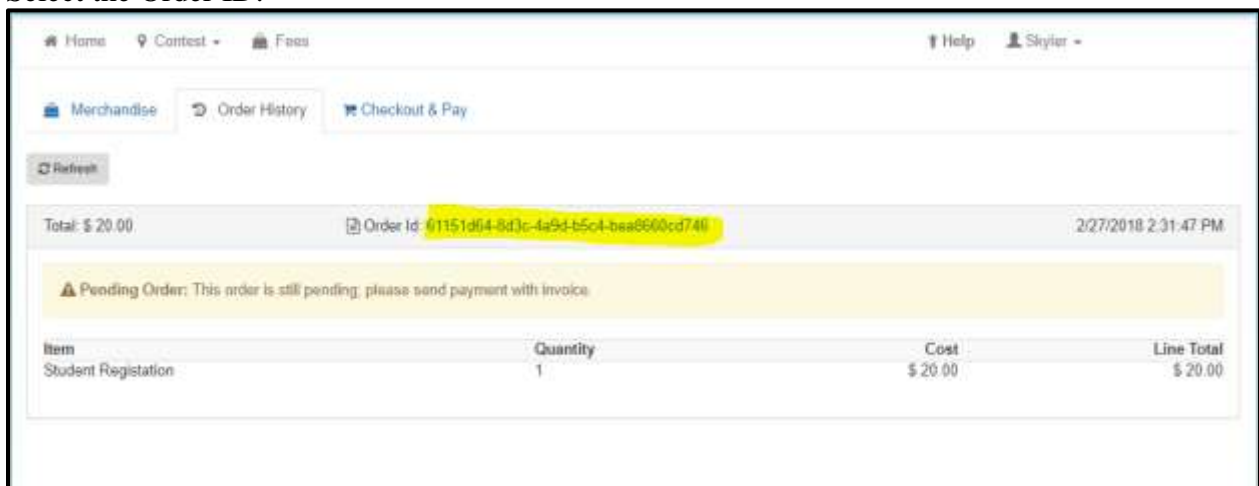 Select the Order ID.
Home Contest Fees Help Skyler
Merchandise Order History Checkout & Pay
Refresh
Total: $ 20.00 Order Id: 61151d64-8d3c-4a9d-b5c4-bea8660cd746 2/27/2018 2:31:47 PM
Pending Order: This order is still pending; please send payment with invoice.
Item Quantity Cost Line Total
Student Registation 1 $ 20.00 $ 20.00